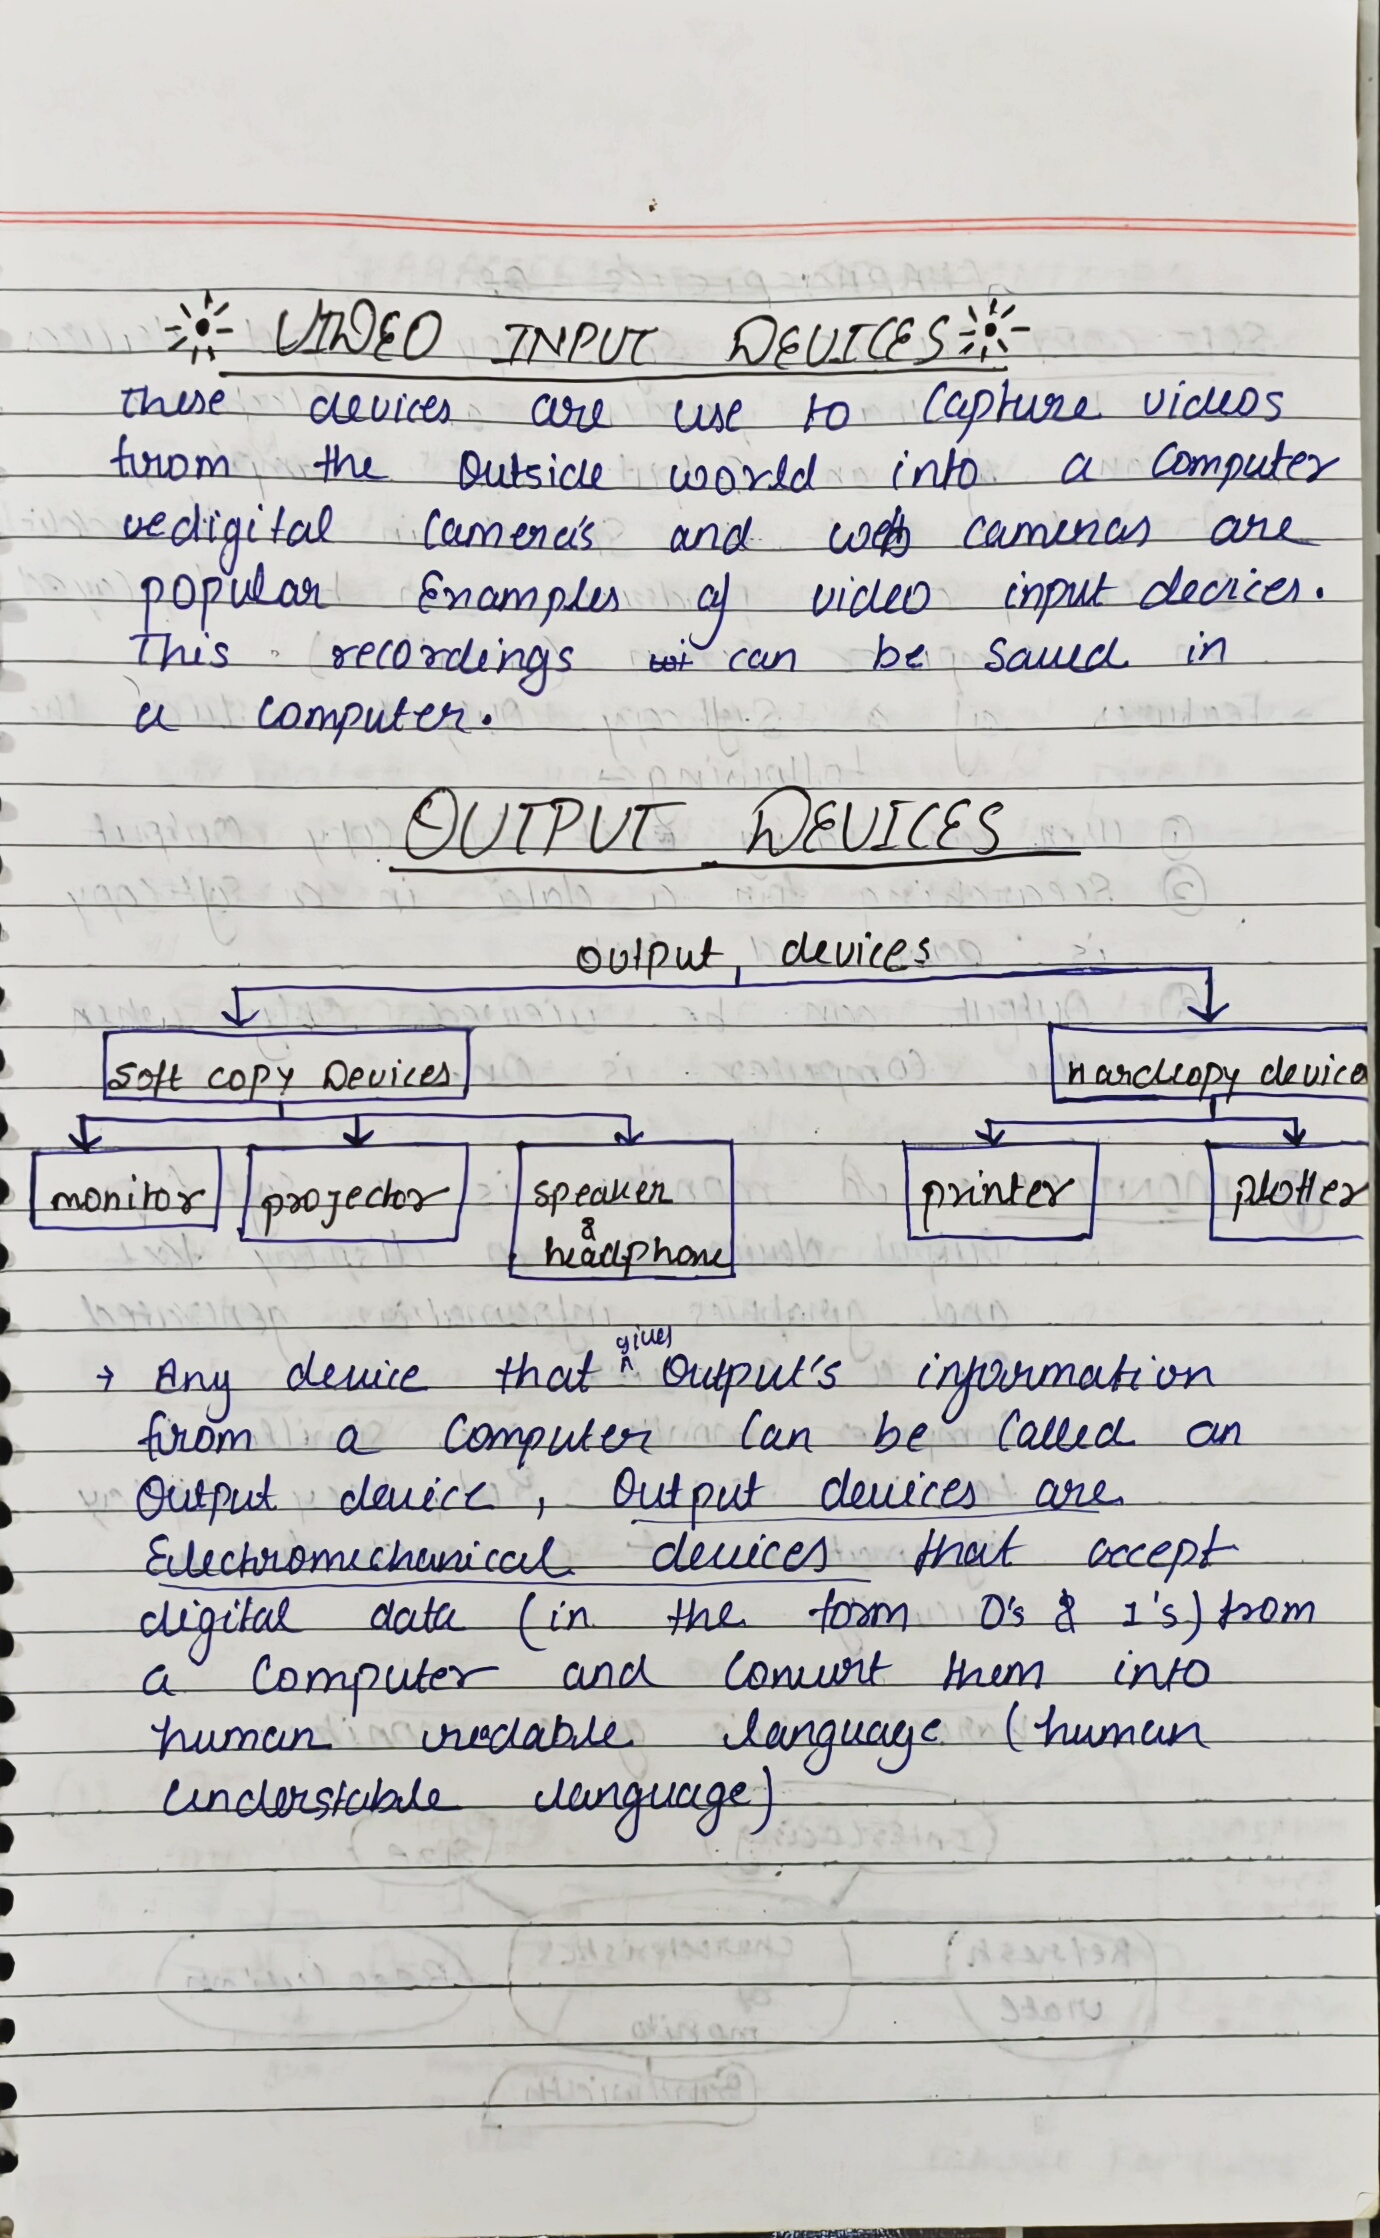 VIDEO INPUT DEVICES
These devices are use to Capture videos
from the Outside world into a Computer
digital Camera's and web cameras are
popular Examples of video input devices.
This recordings can be Saved in
a computer.
OUTPUT DEVICES
output devices
Soft copy Devices
Hardcopy device
monitor projector speaker
&
headphone
printer plotter
→ Any device that gives Output's information
from a Computer Can be Called an
Output device, Output devices are
Electromechanical devices that accept
digital data (in the form 0's & 1's) from
a Computer and Convert them into
human redable language (human
understable language)